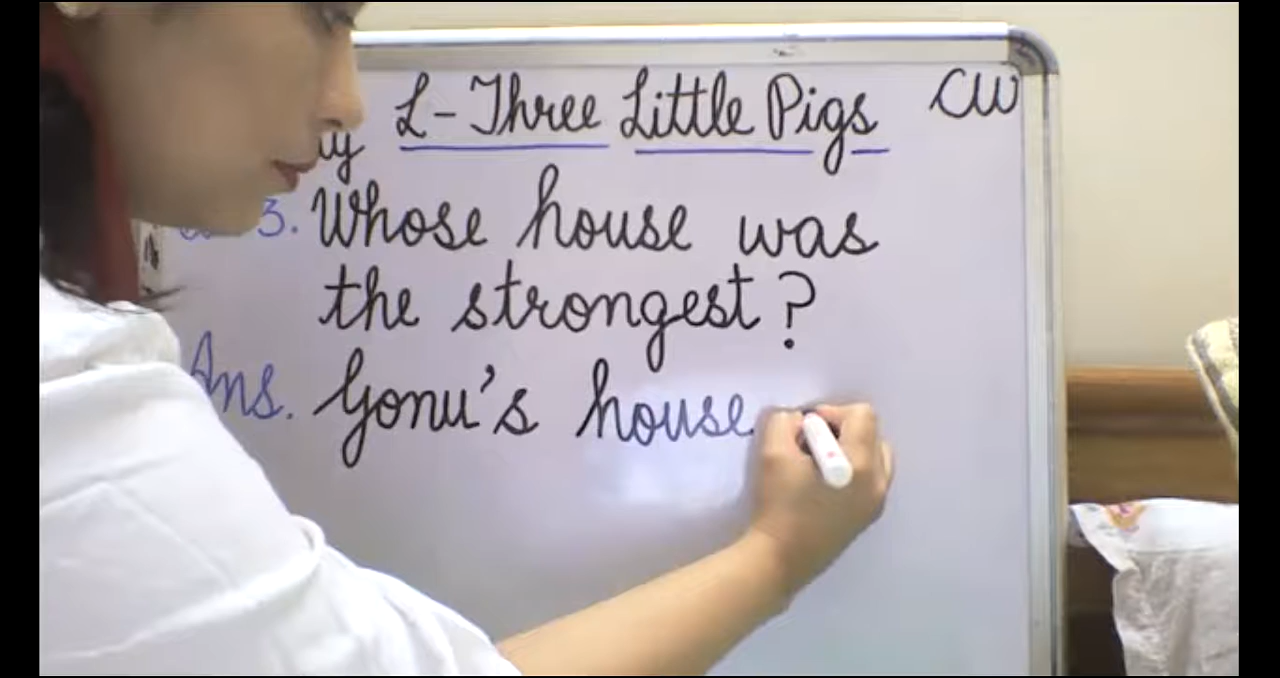 L-Three Little Pigs CW
3. Whose house was
the strongest?
Ans. Gonu's house